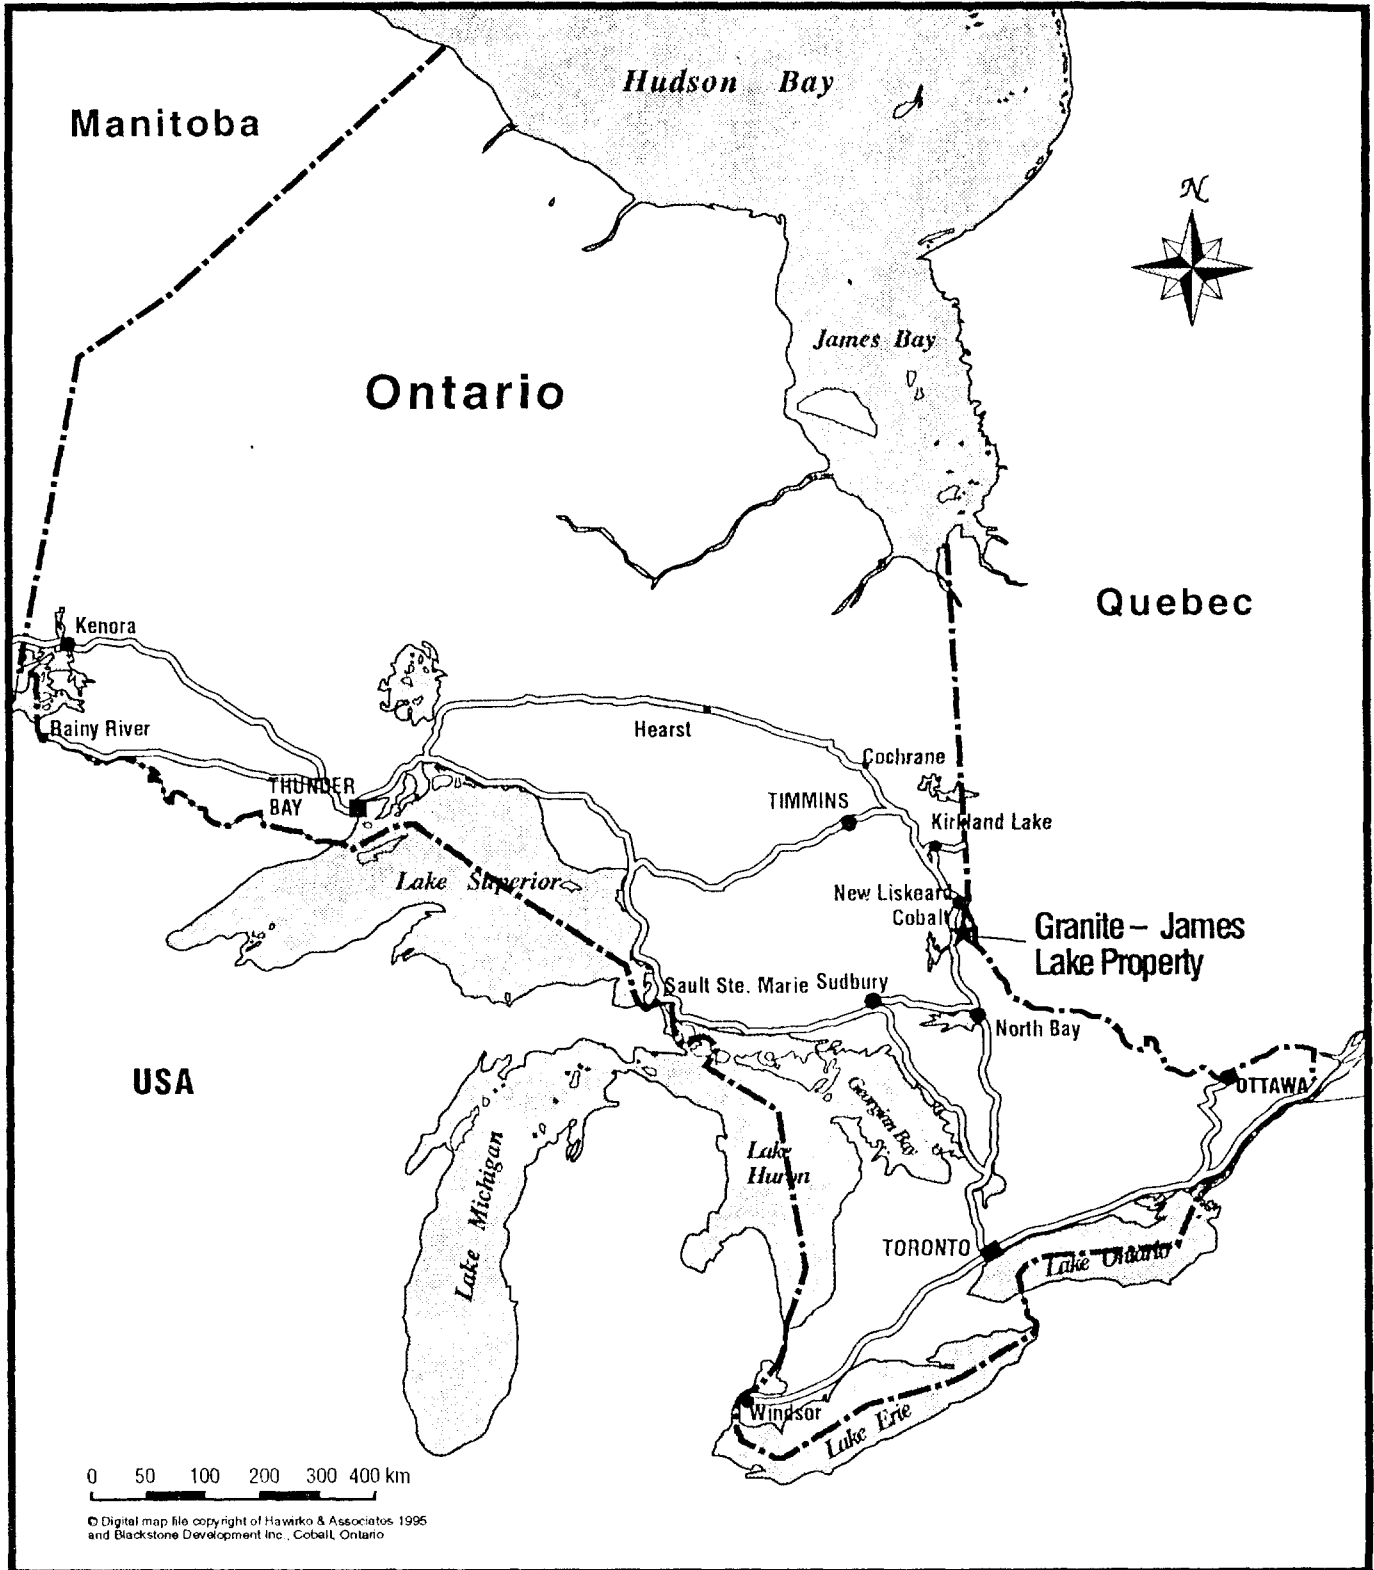 Hudson Bay
Manitoba
N
James Bay
Ontario
Quebec
Kenora
Rainy River
Hearst
Cochrane
THUNDER
BAY
TIMMINS
Kirkland Lake
Lake Superior
New Liskeard
Cobalt
Granite – James
Lake Property
Sault Ste. Marie
Sudbury
North Bay
USA
OTTAWA
Georgian Bay
Lake Michigan
Lake
Huron
TORONTO
Lake Ontario
Windsor
Lake Erie
0 50 100 200 300 400 km
© Digital map file copyright of Hawirko & Associates 1995
and Blackstone Development Inc., Cobalt, Ontario